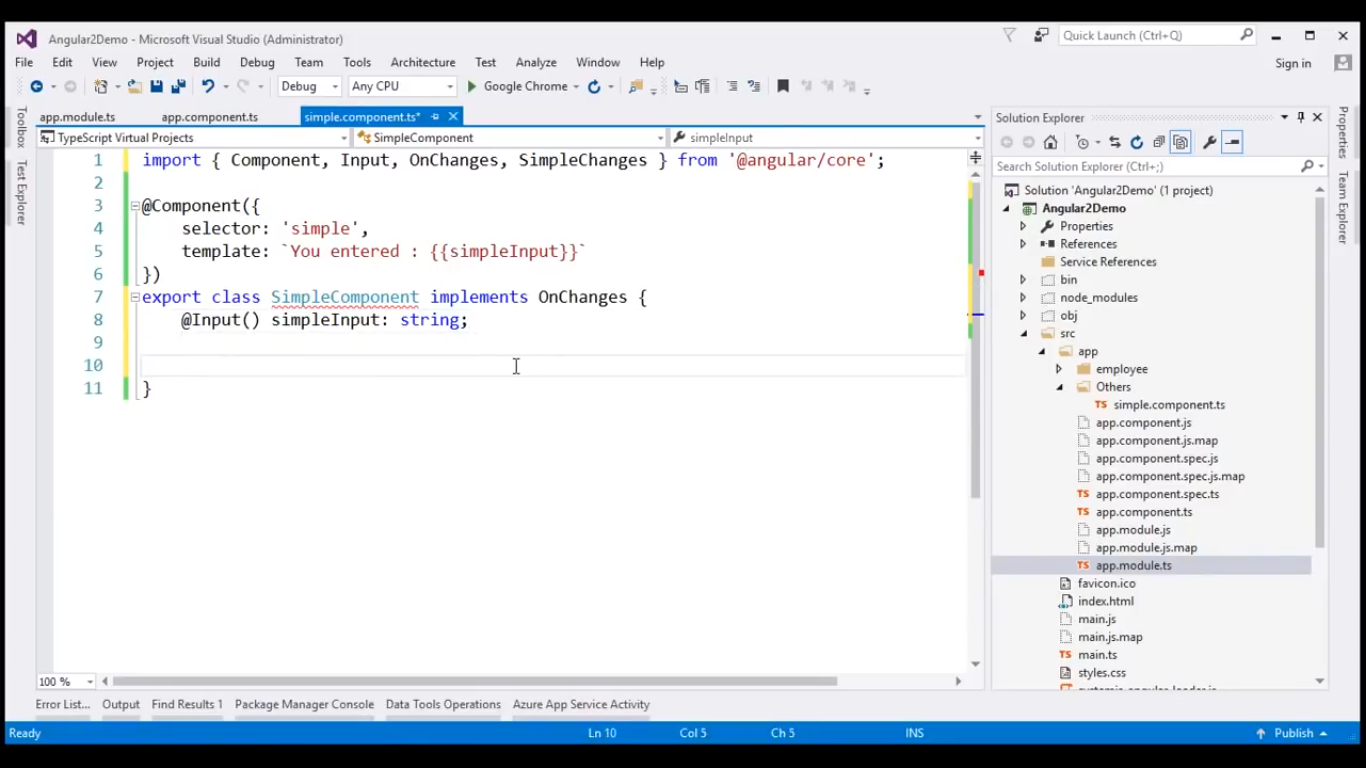 Angular2Demo - Microsoft Visual Studio (Administrator)
Quick Launch (Ctrl+Q)
File Edit View Project Build Debug Team Tools Architecture Test Analyze Window Help
Sign in
Debug Any CPU Google Chrome
Toolbox
Test Explorer
app.module.ts app.component.ts simple.component.ts*
TypeScript Virtual Projects SimpleComponent simpleInput
1 import { Component, Input, OnChanges, SimpleChanges } from '@angular/core';
2
3 @Component({
4 selector: 'simple',
5 template: `You entered : {{simpleInput}}`
6 })
7 export class SimpleComponent implements OnChanges {
8 @Input() simpleInput: string;
9
10
11 }
100 %
Solution Explorer
Search Solution Explorer (Ctrl+;)
Solution 'Angular2Demo' (1 project)
Angular2Demo
Properties
References
Service References
bin
node_modules
obj
src
app
employee
Others
simple.component.ts
app.component.js
app.component.js.map
app.component.spec.js
app.component.spec.js.map
app.component.spec.ts
app.component.ts
app.module.js
app.module.js.map
app.module.ts
favicon.ico
index.html
main.js
main.js.map
main.ts
styles.css
Properties
Team Explorer
Error List... Output Find Results 1 Package Manager Console Data Tools Operations Azure App Service Activity
Ready Ln 10 Col 5 Ch 5 INS Publish